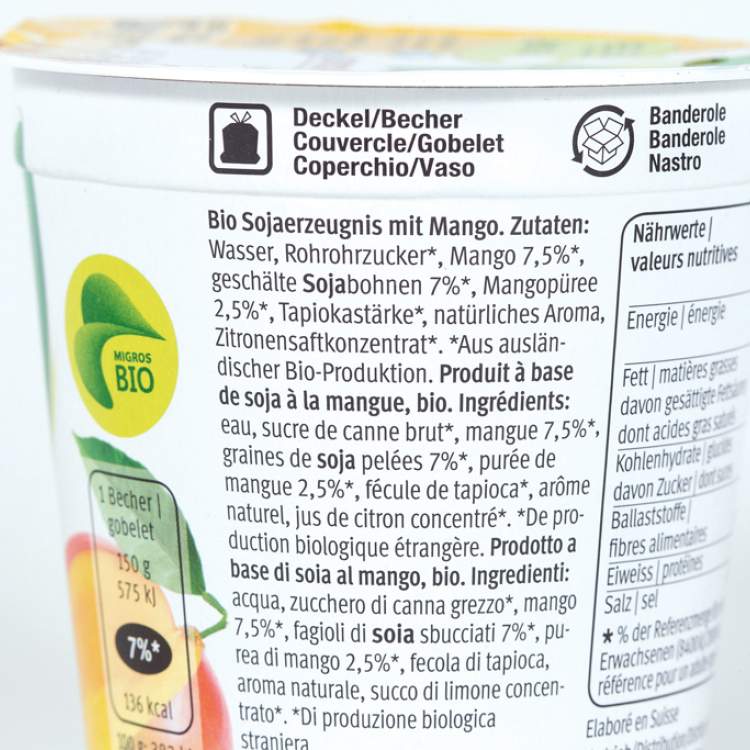 Deckel/Becher
Couvercle/Gobelet
Coperchio/Vaso
Banderole
Banderole
Nastro
Bio Sojaerzeugnis mit Mango. Zutaten:
Wasser, Rohrohrzucker*, Mango 7,5%*,
geschälte Sojabohnen 7%*, Mangopüree
2,5%*, Tapiokastärke*, natürliches Aroma,
Zitronensaftkonzentrat*. *Aus auslän-
discher Bio-Produktion. Produit à base
de soja à la mangue, bio. Ingrédients:
eau, sucre de canne brut*, mangue 7,5%*,
graines de soja pelées 7%*, purée de
mangue 2,5%*, fécule de tapioca*, arôme
naturel, jus de citron concentré*. *De pro-
duction biologique étrangère. Prodotto a
base di soia al mango, bio. Ingredienti:
acqua, zucchero di canna grezzo*, mango
7,5%*, fagioli di soia sbucciati 7%*, pu-
rea di mango 2,5%*, fecola di tapioca,
aroma naturale, succo di limone concen-
trato*. *Di produzione biologica
straniera
MIGROS
BIO
1 Becher |
gobelet
150 g
575 kJ
7%*
136 kcal
Nährwerte |
valeurs nutritives
Energie | énergie
Fett | matières grasses
davon gesättigte
dont acides gras saturés
Kohlenhydrate | glucides
davon Zucker | dont sucres
Ballaststoffe |
fibres alimentaires
Eiweiss | protéines
Salz | sel
* % der
Erwachsenen
référence pour un
Elaboré en Suisse